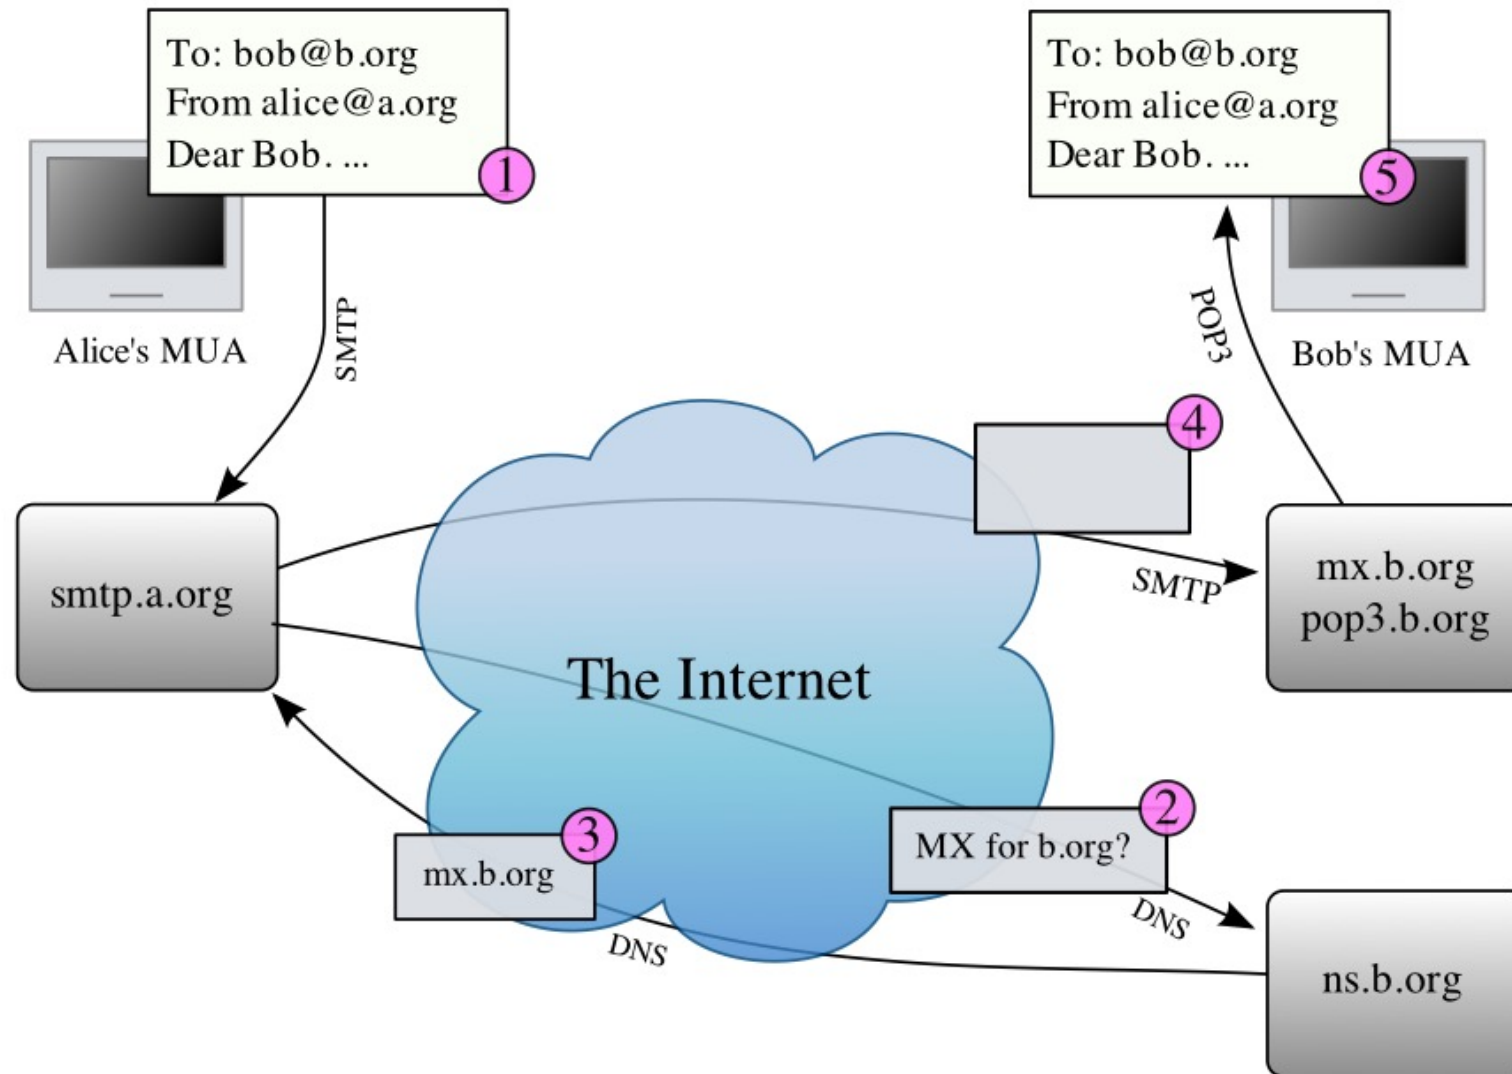 To: bob@b.org
From alice@a.org
Dear Bob. ...
1
Alice's MUA
SMTP
To: bob@b.org
From alice@a.org
Dear Bob. ...
5
Bob's MUA
POP3
4
SMTP
smtp.a.org
mx.b.org
pop3.b.org
The Internet
2
MX for b.org?
DNS
3
mx.b.org
DNS
ns.b.org